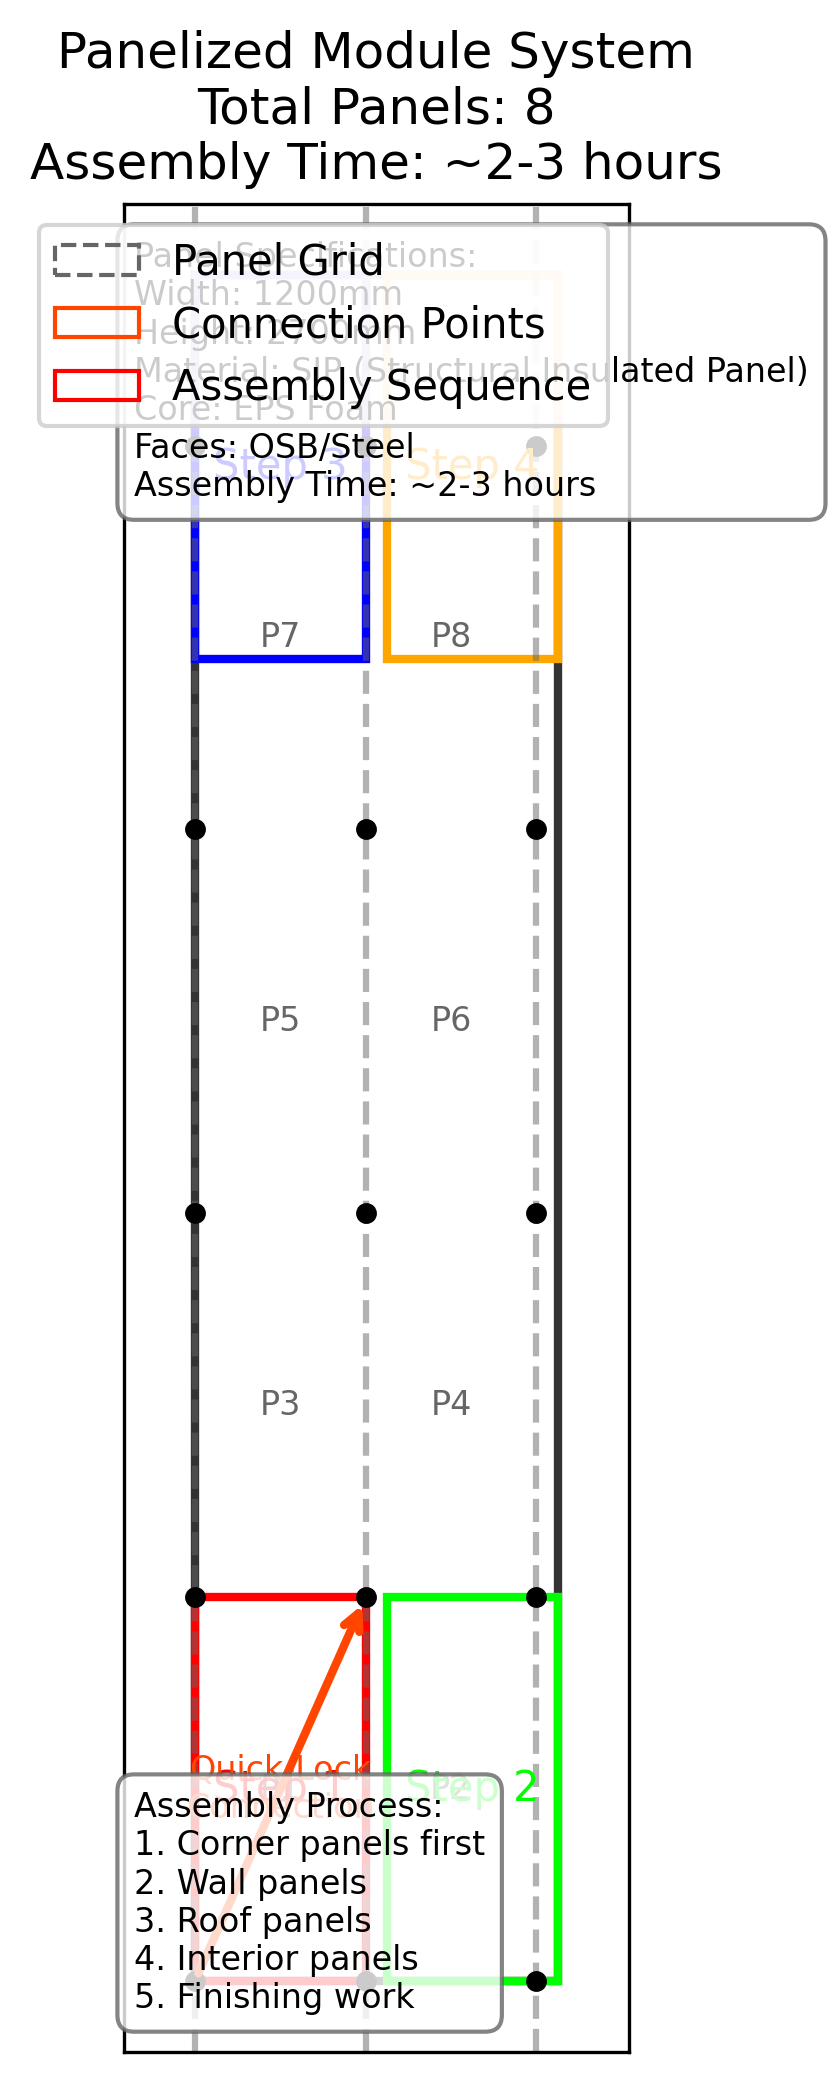 Panelized Module System
Total Panels: 8
Assembly Time: ~2-3 hours
Panel Grid
Connection Points
Assembly Sequence
Panel Specifications:
Width: 1200mm
Height: 2700mm
Material: SIP (Structural Insulated Panel)
Core: EPS Foam
Faces: OSB/Steel
Assembly Time: ~2-3 hours
Step 3
Step 4
P7
P8
P5
P6
P3
P4
Quick-Lock
Step 1
Step 2
P2
Assembly Process:
1. Corner panels first
2. Wall panels
3. Roof panels
4. Interior panels
5. Finishing work